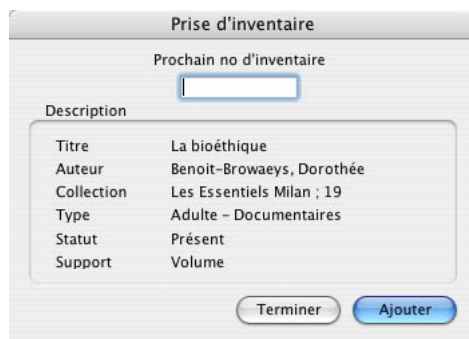 Prise d'inventaire
Prochain no d'inventaire
Description
Titre La bioéthique
Auteur Benoit-Browaeys, Dorothée
Collection Les Essentiels Milan ; 19
Type Adulte - Documentaires
Statut Présent
Support Volume
Terminer Ajouter